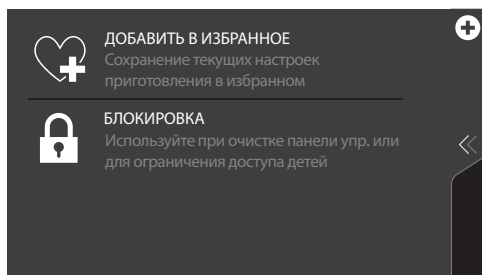 ДОБАВИТЬ В ИЗБРАННОЕ
Сохранение текущих настроек
приготовления в избранном
БЛОКИРОВКА
Используйте при очистке панели упр. или
для ограничения доступа детей